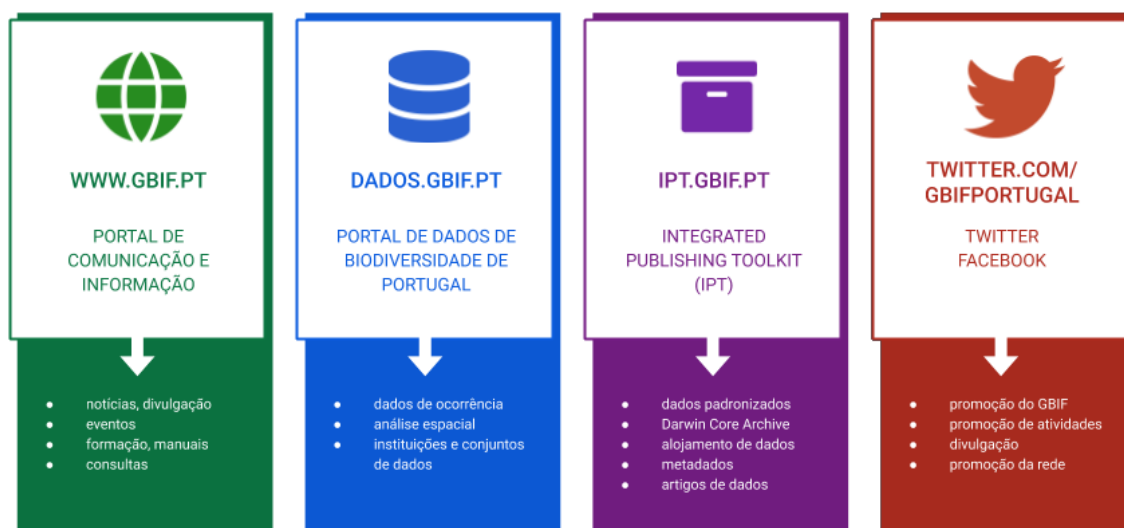 WWW.GBIF.PT
PORTAL DE
COMUNICAÇÃO E
INFORMAÇÃO
notícias, divulgação
eventos
formação, manuais
consultas
DADOS.GBIF.PT
PORTAL DE DADOS DE
BIODIVERSIDADE DE
PORTUGAL
dados de ocorrência
análise espacial
instituições e conjuntos
de dados
IPT.GBIF.PT
INTEGRATED
PUBLISHING TOOLKIT
(IPT)
dados padronizados
Darwin Core Archive
alojamento de dados
metadados
artigos de dados
TWITTER.COM/
GBIFPORTUGAL
TWITTER
FACEBOOK
promoção do GBIF
promoção de atividades
divulgação
promoção da rede